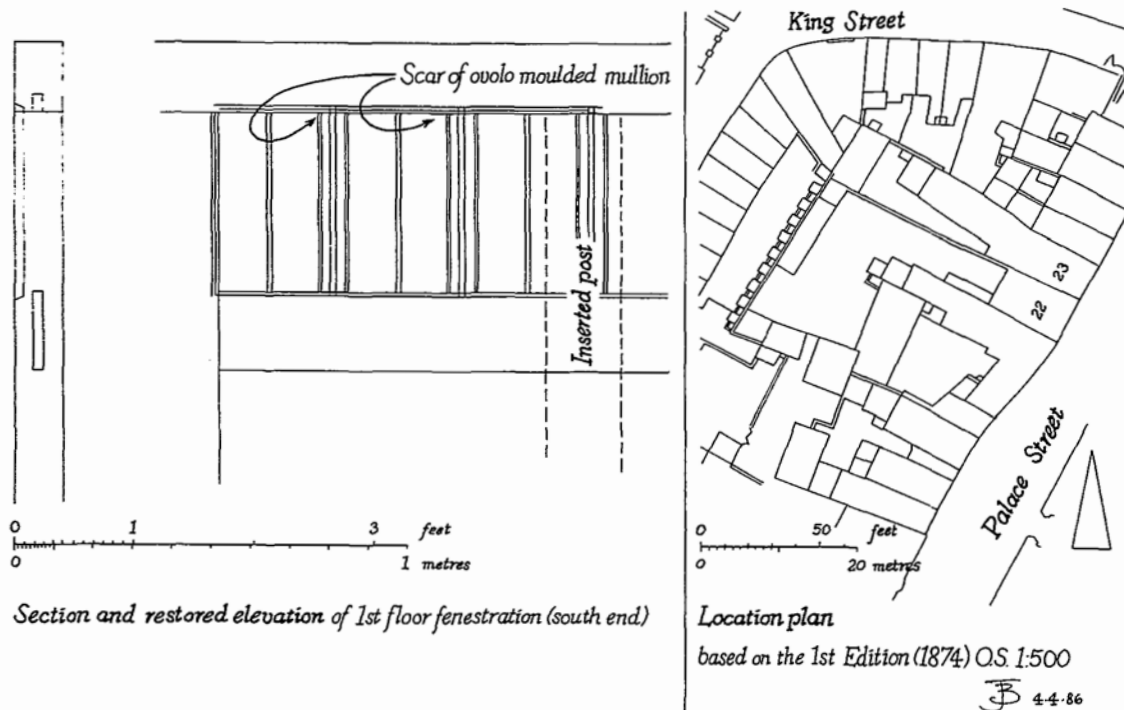 Scar of ovolo moulded mullion
Inserted post
0 1 3 feet
0 1 metres
Section and restored elevation of 1st floor fenestration (south end)
King Street
23
22
Palace Street
0 50 feet
0 20 metres
Location plan
based on the 1st Edition (1874) O.S. 1:500
4·4·86